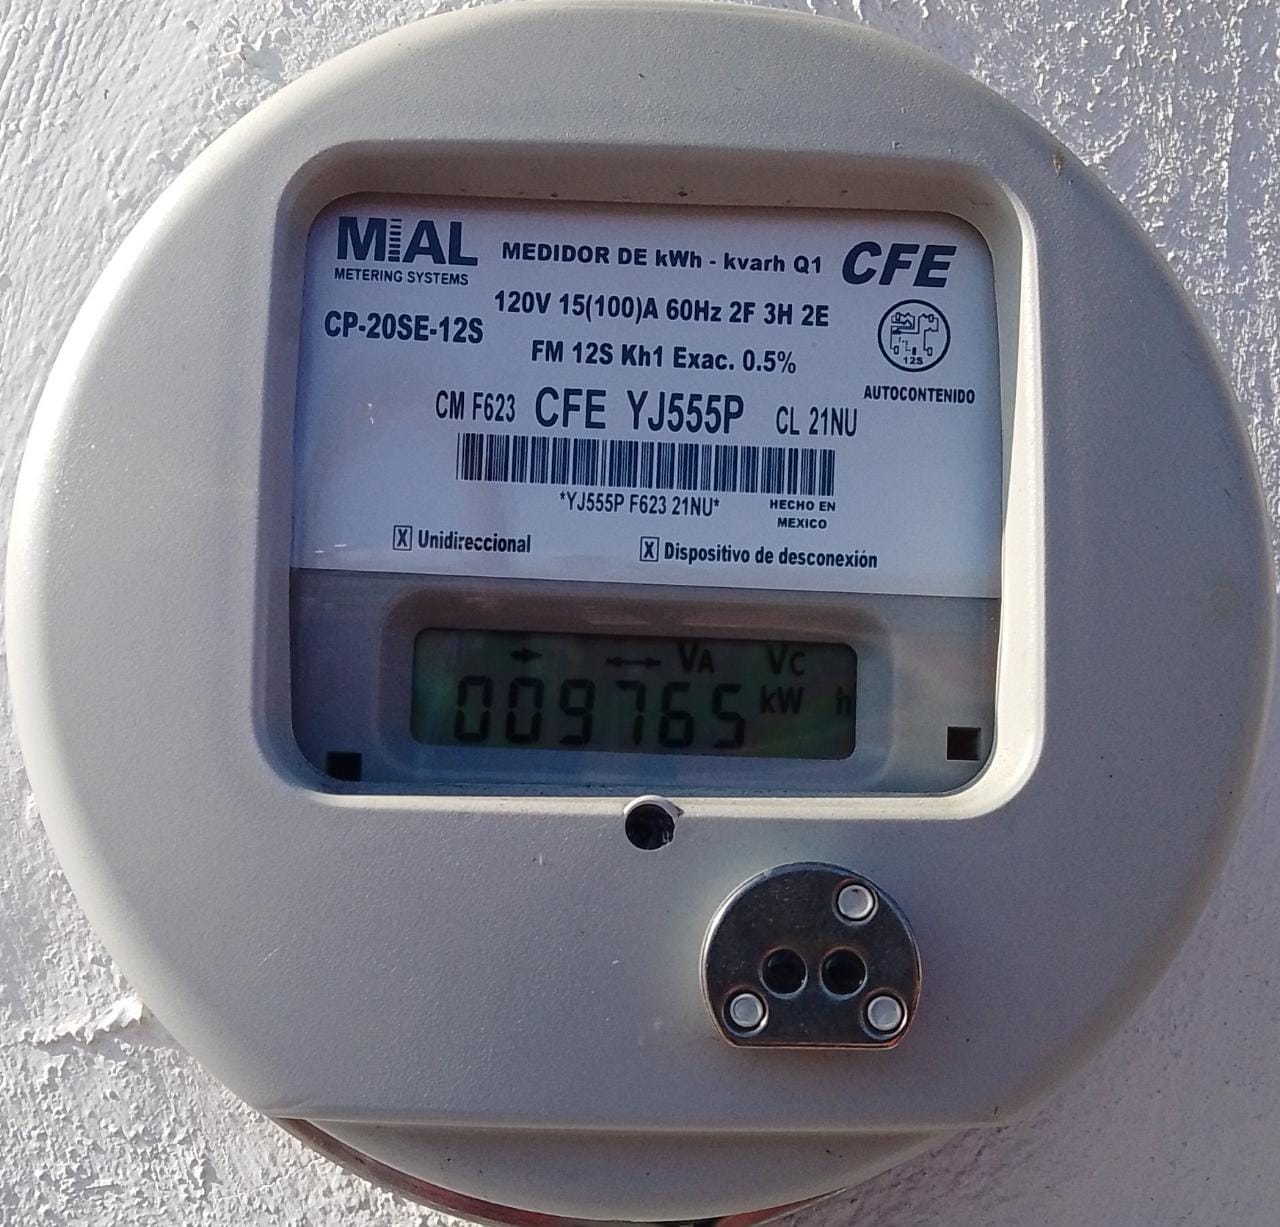 MIAL
METERING SYSTEMS
MEDIDOR DE kWh - kvarh Q1
CFE
120V 15(100)A 60Hz 2F 3H 2E
CP-20SE-12S
FM 12S Kh1 Exac. 0.5%
12S
AUTOCONTENIDO
CM F623 CFE YJ555P CL 21NU
*YJ555P F623 21NU*
HECHO EN
MEXICO
X Unidireccional
X Dispositivo de desconexión
VA VC
009765 kW h